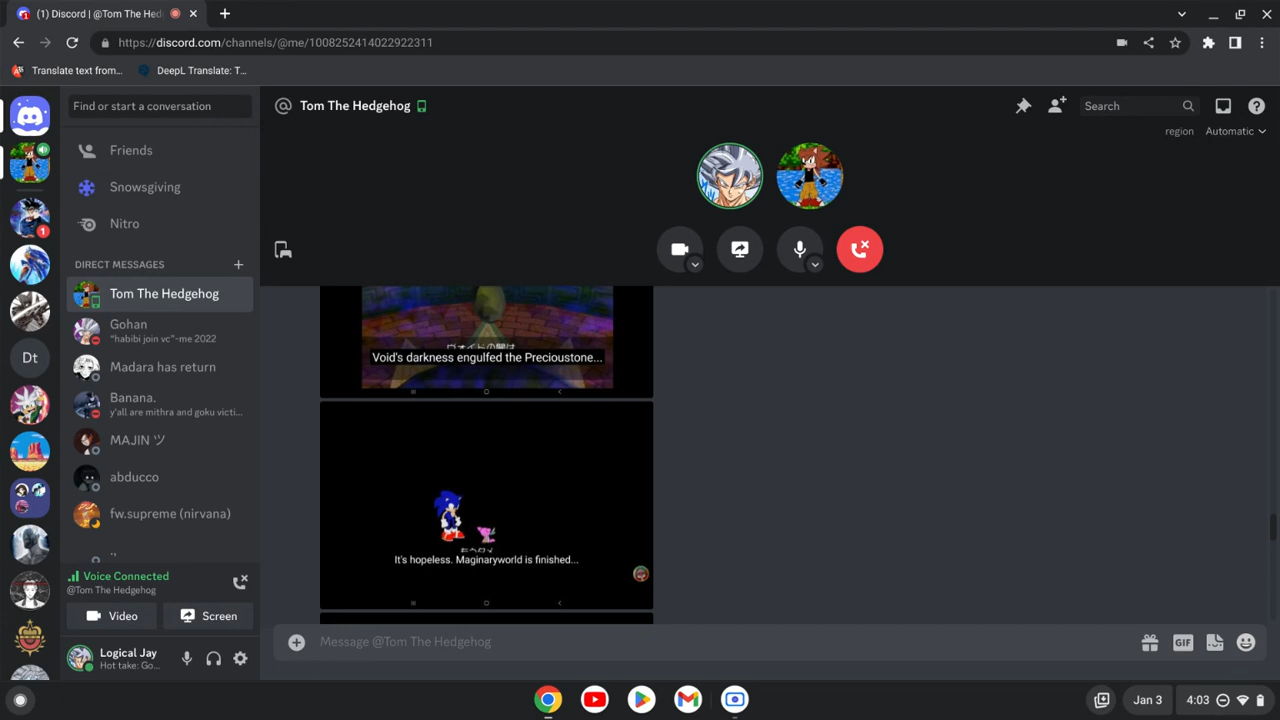 (1) Discord | @Tom The Hed
https://discord.com/channels/@me/1008252414022922311
Translate text from...
DeepL Translate: T...
Find or start a conversation
Tom The Hedgehog
Search
region
Automatic
Friends
Snowsgiving
Nitro
DIRECT MESSAGES
Tom The Hedgehog
Gohan
"habibi join vc"-me 2022
Madara has return
Banana.
y'all are mithra and goku victi...
MAJIN ツ
abducco
fw.supreme (nirvana)
1
Dt
Void's darkness engulfed the Precioustone...
It's hopeless. Maginaryworld is finished...
Voice Connected
@Tom The Hedgehog
Video
Screen
Logical Jay
Hot take: Go...
Message @Tom The Hedgehog
GIF
Jan 3
4:03